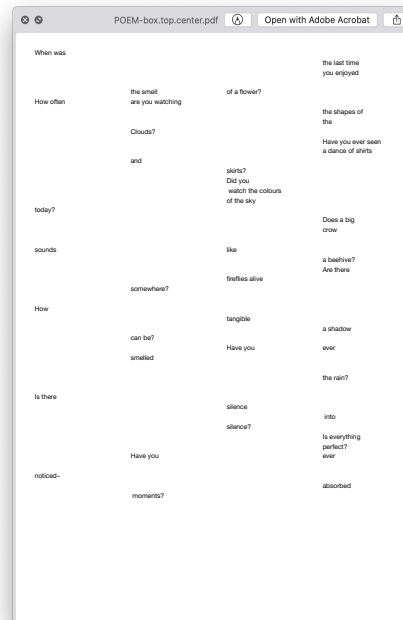 POEM-box.top.center.pdf Open with Adobe Acrobat
When was
the last time
you enjoyed
the smell of a flower?
How often are you watching
the shapes of
the
Clouds?
Have you ever seen
a dance of shirts
and
skirts?
Did you
watch the colours
of the sky
today?
Does a big
crow
sounds like
a beehive?
Are there
fireflies alive
somewhere?
How
tangible
a shadow
can be?
Have you ever
smelled
the rain?
Is there
silence
into
silence?
Is everything
perfect?
Have you ever
noticed–
absorbed
moments?